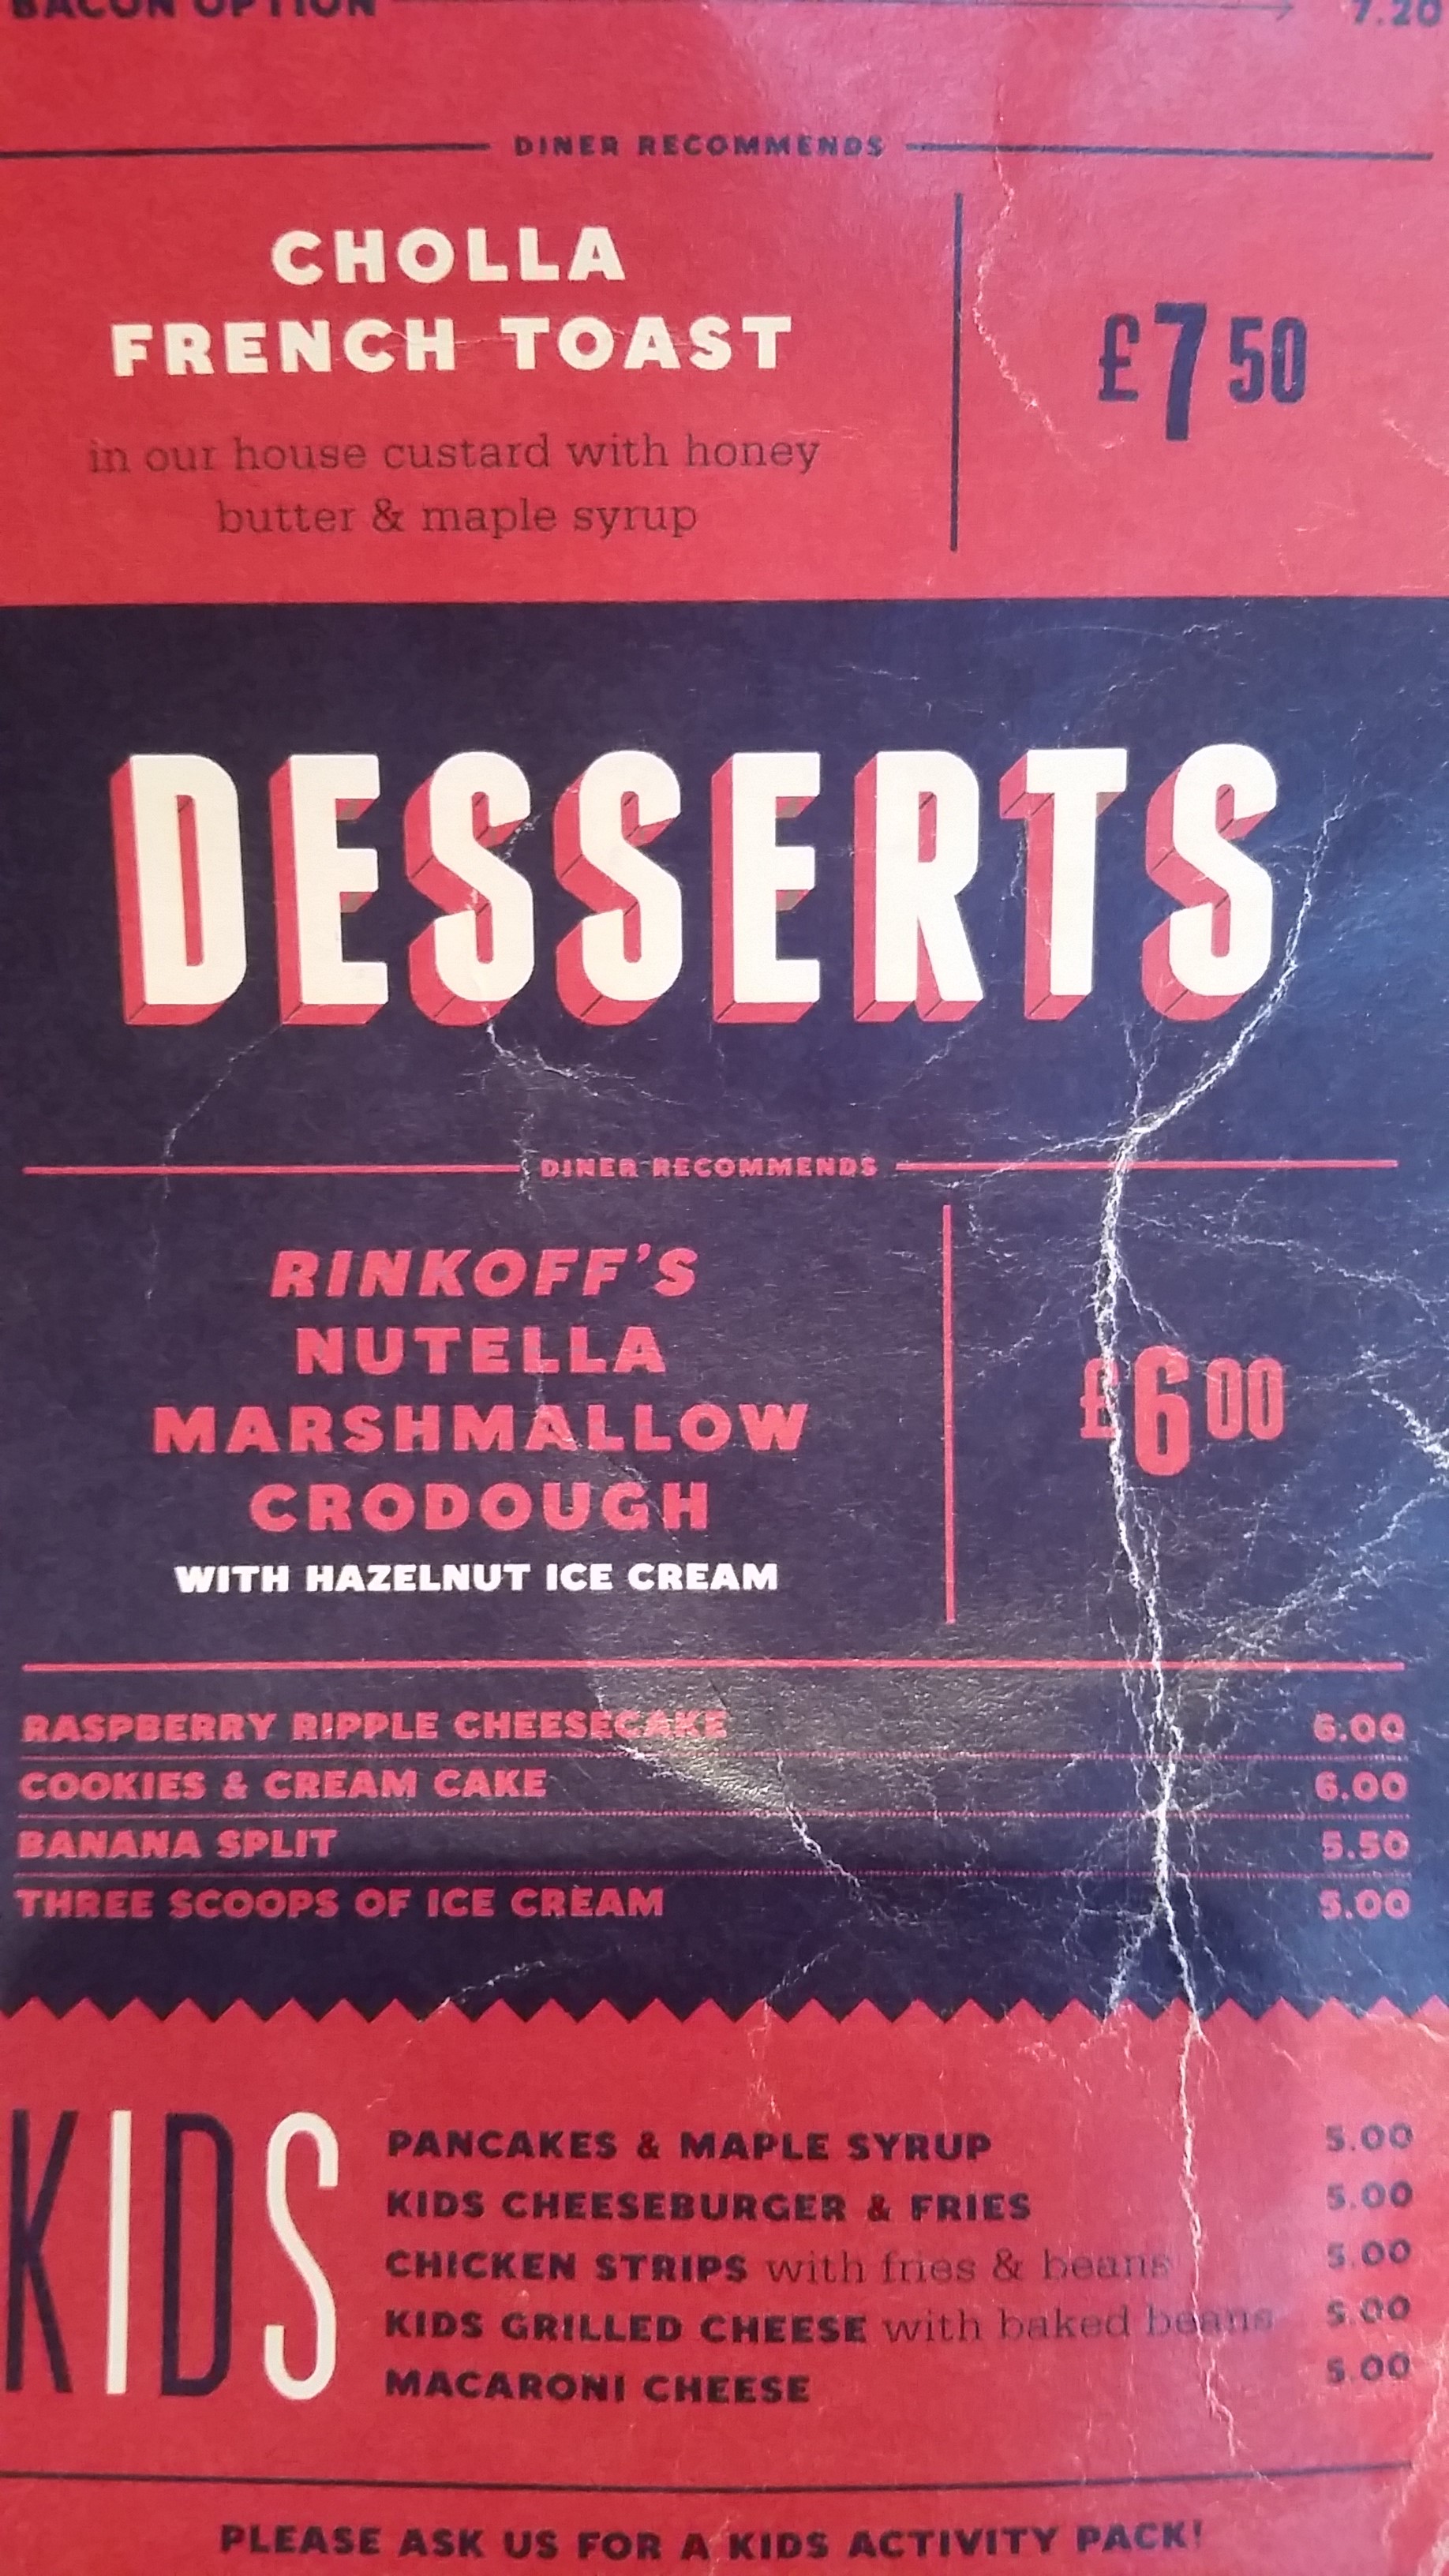 BACON OPTION 7.20
DINER RECOMMENDS
CHOLLA
FRENCH TOAST
£7 50
in our house custard with honey
butter & maple syrup
DESSERTS
DINER RECOMMENDS
RINKOFF'S
NUTELLA
MARSHMALLOW
CRODOUGH
WITH HAZELNUT ICE CREAM
£6 00
RASPBERRY RIPPLE CHEESECAKE 6.00
COOKIES & CREAM CAKE 6.00
BANANA SPLIT 5.50
THREE SCOOPS OF ICE CREAM 5.00
KIDS
PANCAKES & MAPLE SYRUP 5.00
KIDS CHEESEBURGER & FRIES 5.00
CHICKEN STRIPS with fries & beans 5.00
KIDS GRILLED CHEESE with baked beans 5.00
MACARONI CHEESE 5.00
PLEASE ASK US FOR A KIDS ACTIVITY PACK!